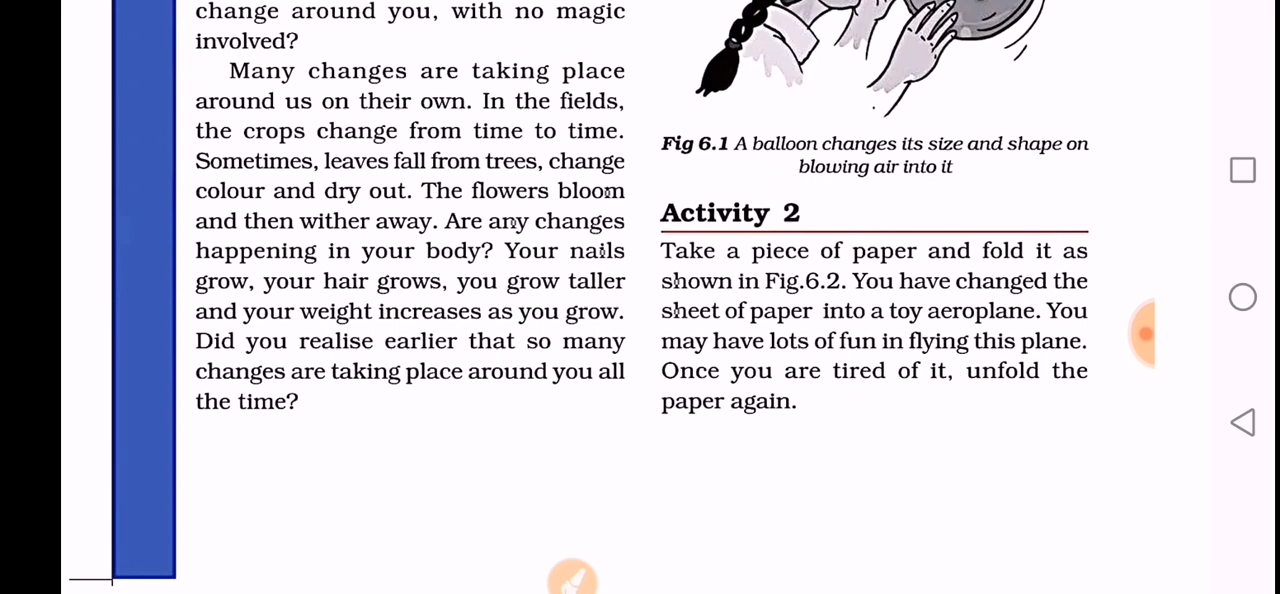 change around you, with no magic
involved?
Many changes are taking place
around us on their own. In the fields,
the crops change from time to time.
Sometimes, leaves fall from trees, change
colour and dry out. The flowers bloom
and then wither away. Are any changes
happening in your body? Your nails
grow, your hair grows, you grow taller
and your weight increases as you grow.
Did you realise earlier that so many
changes are taking place around you all
the time?
Fig 6.1 A balloon changes its size and shape on
blowing air into it
Activity 2
Take a piece of paper and fold it as
shown in Fig.6.2. You have changed the
sheet of paper into a toy aeroplane. You
may have lots of fun in flying this plane.
Once you are tired of it, unfold the
paper again.